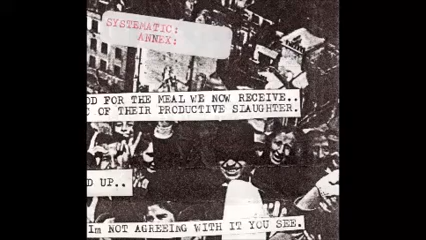 SYSTEMATIC:
ANNEX:
OD FOR THE MEAL WE NOW RECEIVE..
E OF THEIR PRODUCTIVE SLAUGHTER.
D UP..
Im NOT AGREEING WITH IT YOU SEE.